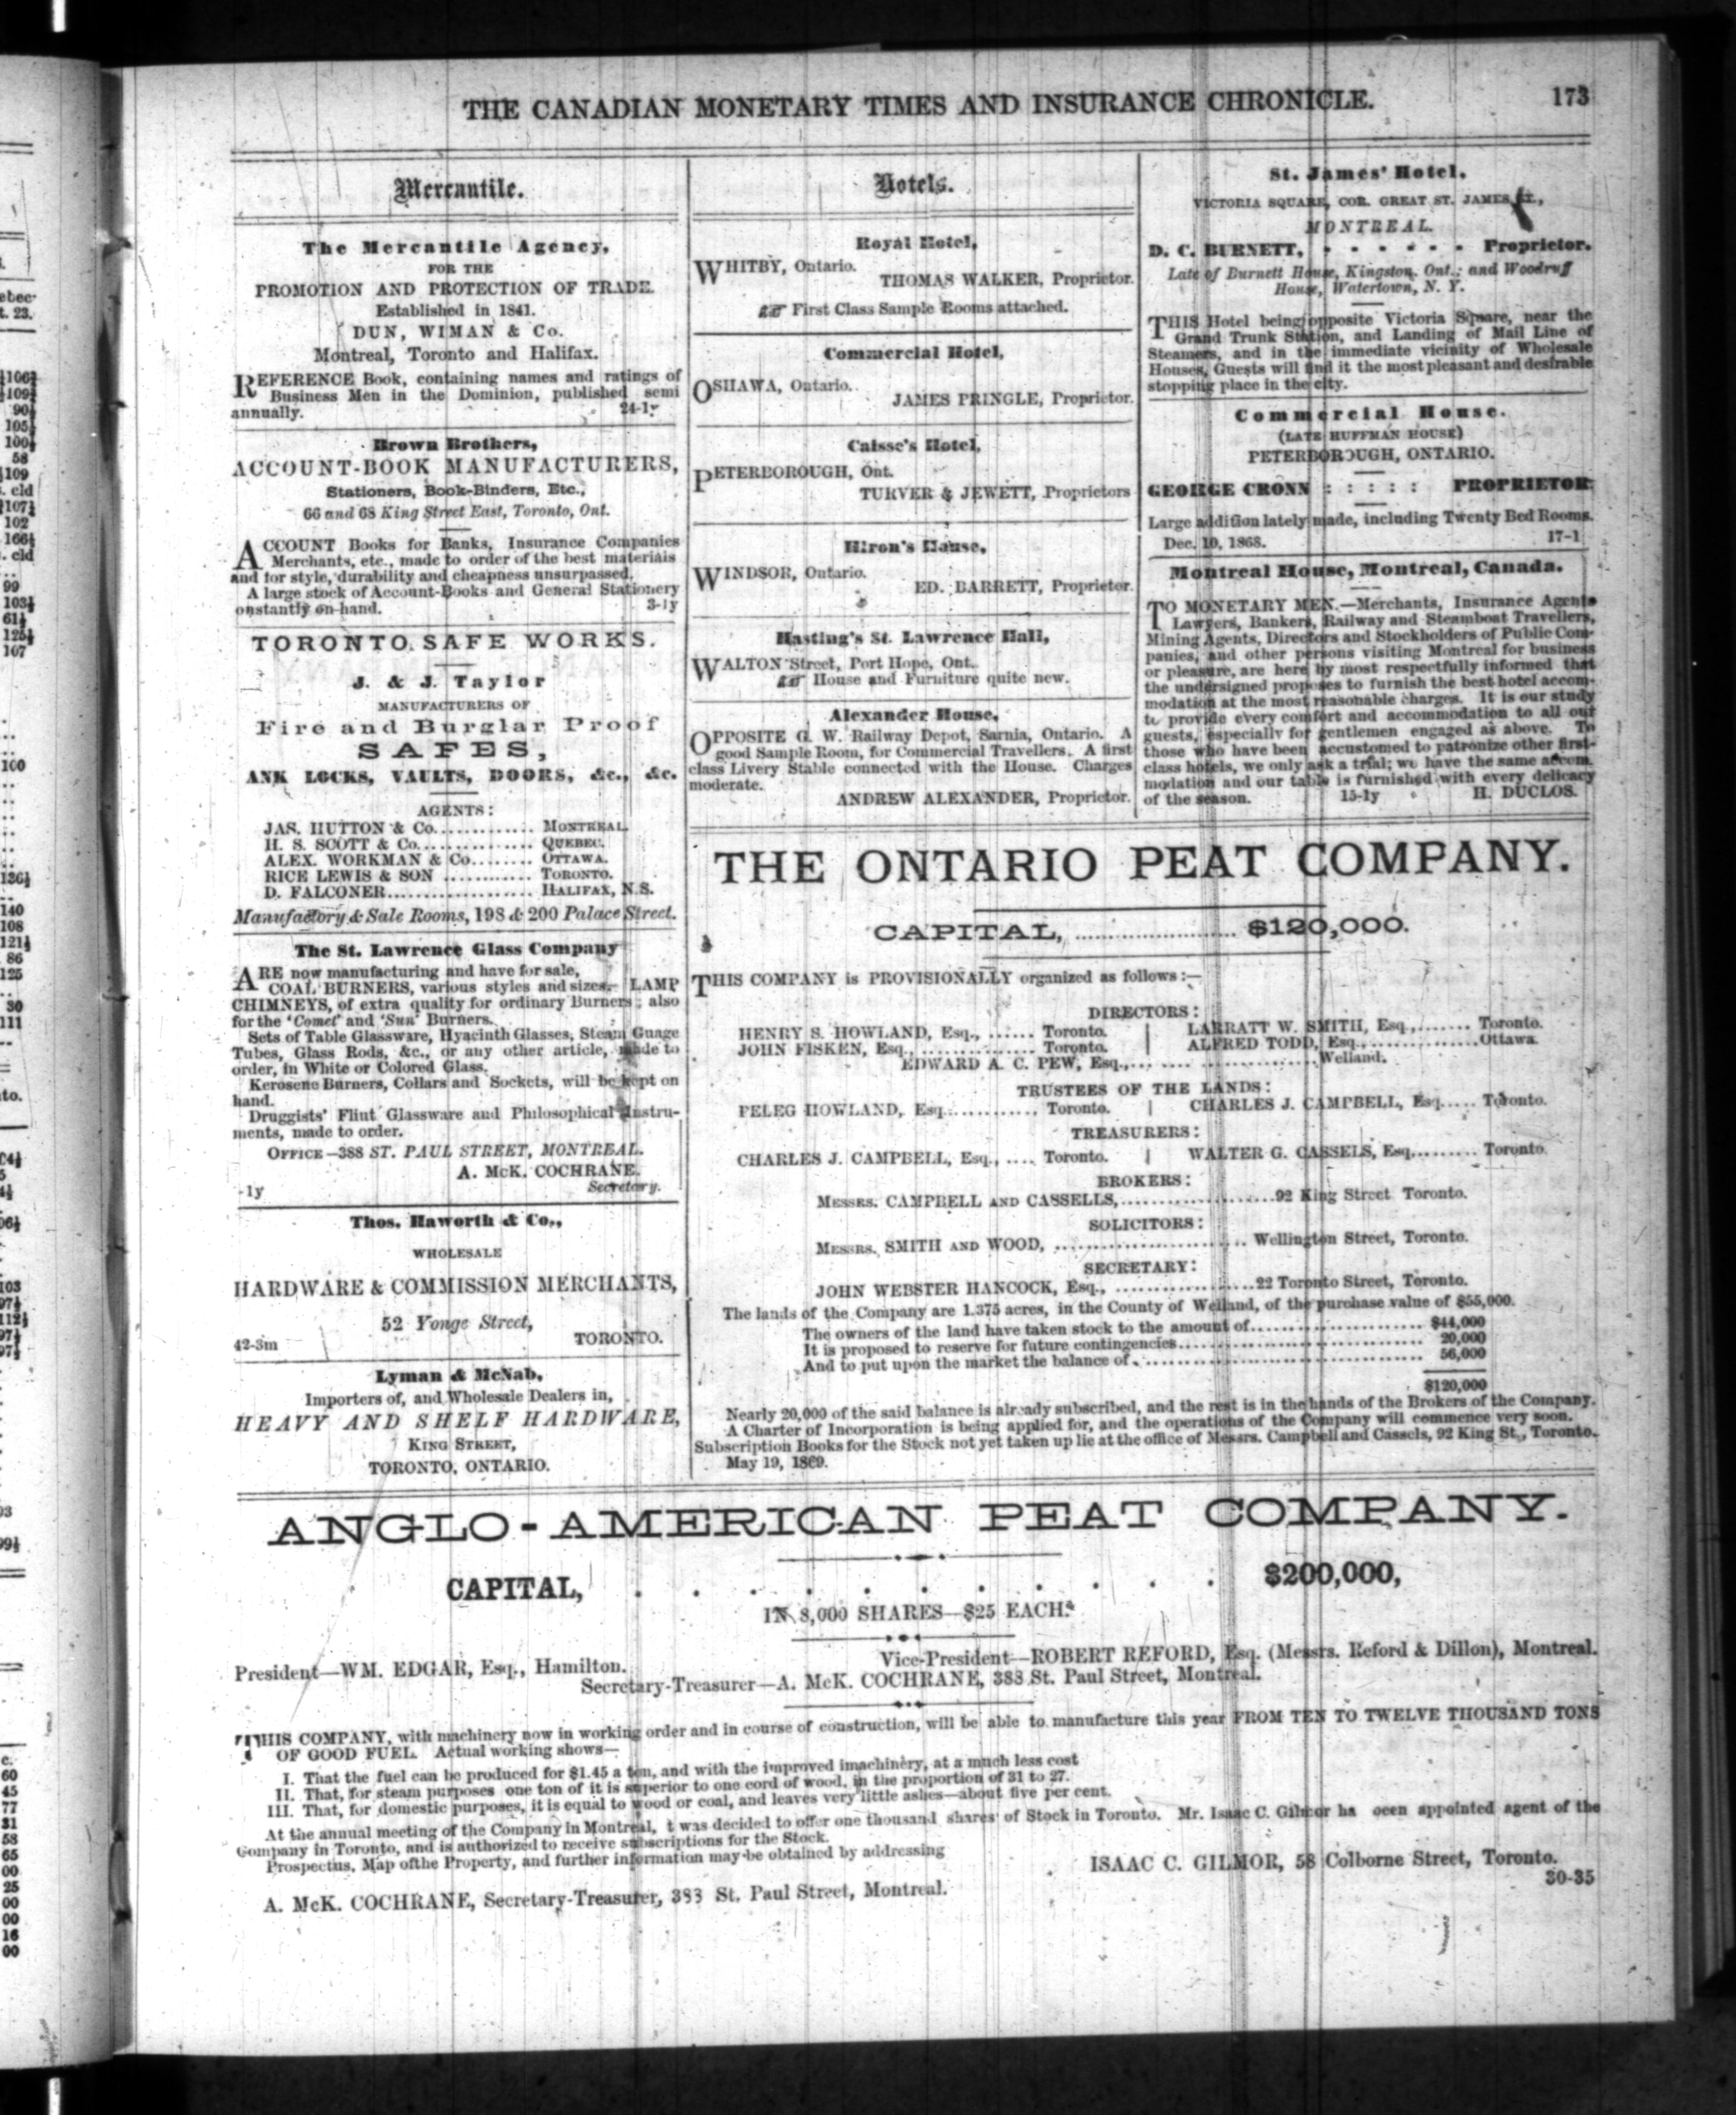 THE CANADIAN MONETARY TIMES AND INSURANCE CHRONICLE.
173
Mercantile.
The Mercantile Agency,
FOR THE
PROMOTION AND PROTECTION OF TRADE.
Established in 1841.
DUN, WIMAN & Co.
Montreal, Toronto and Halifax.
REFERENCE Book, containing names and ratings of
Business Men in the Dominion, published semi
annually.
24-1y
Brown Brothers,
ACCOUNT-BOOK MANUFACTURERS,
Stationers, Book-Binders, Etc.,
66 and 68 King Street East, Toronto, Ont.
ACCOUNT Books for Banks, Insurance Companies
Merchants, etc., made to order of the best materials
and for style, durability and cheapness unsurpassed.
A large stock of Account-Books and General Stationery
onstantly on hand.
3-1y
TORONTO SAFE WORKS.
J. & J. Taylor
MANUFACTURERS OF
Fire and Burglar Proof
SAFES,
ANK LOCKS, VAULTS, DOORS, &c., &c.
AGENTS:
JAS. HUTTON & Co............. MONTREAL.
H. S. SCOTT & Co............... QUEBEC.
ALEX. WORKMAN & Co........ OTTAWA.
RICE LEWIS & SON ............ TORONTO.
D. FALCONER................... HALIFAX, N.S.
Manufactory & Sale Rooms, 198 & 200 Palace Street.
The St. Lawrence Glass Company
ARE now manufacturing and have for sale,
COAL BURNERS, various styles and sizes. LAMP
CHIMNEYS, of extra quality for ordinary Burners; also
for the 'Comet' and 'Sun' Burners.
Sets of Table Glassware, Hyacinth Glasses, Steam Guage
Tubes, Glass Rods, &c., or any other article, made to
order, in White or Colored Glass.
Kerosene Burners, Collars and Sockets, will be kept on
hand.
Druggists' Flint Glassware and Philosophical Instru-
ments, made to order.
OFFICE—388 ST. PAUL STREET, MONTREAL.
A. McK. COCHRANE.
-1y
Secretary.
Thos. Haworth & Co.,
WHOLESALE
HARDWARE & COMMISSION MERCHANTS,
52 Yonge Street,
42-3m
TORONTO.
Lyman & McNab,
Importers of, and Wholesale Dealers in,
HEAVY AND SHELF HARDWARE,
KING STREET,
TORONTO, ONTARIO.
Hotels.
Royal Hotel,
WHITBY, Ontario.
THOMAS WALKER, Proprietor.
First Class Sample Rooms attached.
Commercial Hotel,
OSHAWA, Ontario.
JAMES PRINGLE, Proprietor.
Caisse's Hotel,
PETERBOROUGH, Ont.
TURVER & JEWETT, Proprietors
Hiron's House,
WINDSOR, Ontario.
ED. BARRETT, Proprietor.
Hasting's St. Lawrence Hall,
WALTON Street, Port Hope, Ont.
House and Furniture quite new.
Alexander House,
OPPOSITE G. W. Railway Depot, Sarnia, Ontario. A
good Sample Room, for Commercial Travellers. A first
class Livery Stable connected with the House. Charges
moderate.
ANDREW ALEXANDER, Proprietor.
St. James' Hotel,
VICTORIA SQUARE, COR. GREAT ST. JAMES ST.,
MONTREAL.
D. C. BURNETT, - - - - - - Proprietor.
Late of Burnett House, Kingston, Ont.; and Woodruff
House, Watertown, N. Y.
THIS Hotel being opposite Victoria Square, near the
Grand Trunk Station, and Landing of Mail Line of
Steamers, and in the immediate vicinity of Wholesale
Houses, Guests will find it the most pleasant and desirable
stopping place in the city.
Commercial House.
(LATE HUFFMAN HOUSE)
PETERBOROUGH, ONTARIO.
GEORGE CRONN : : : : : PROPRIETOR
Large addition lately made, including Twenty Bed Rooms.
Dec. 10, 1868.
17-1
Montreal House, Montreal, Canada.
TO MONETARY MEN.—Merchants, Insurance Agents
Lawyers, Bankers, Railway and Steamboat Travellers,
Mining Agents, Directors and Stockholders of Public Com-
panies, and other persons visiting Montreal for business
or pleasure, are here by most respectfully informed that
the undersigned proposes to furnish the best hotel accom-
modation at the most reasonable charges. It is our study
to provide every comfort and accommodation to all our
guests, especially for gentlemen engaged as above. To
those who have been accustomed to patronize other first-
class hotels, we only ask a trial; we have the same accom
modation and our table is furnished with every delicacy
of the season.
15-1y
H. DUCLOS.
THE ONTARIO PEAT COMPANY.
CAPITAL, ........................ $120,000.
THIS COMPANY is PROVISIONALLY organized as follows:—
DIRECTORS:
HENRY S. HOWLAND, Esq., ...... Toronto. | LARRATT W. SMITH, Esq.,....... Toronto.
JOHN FISKEN, Esq., ............... Toronto. | ALFRED TODD, Esq...............Ottawa.
EDWARD A. C. PEW, Esq.,.......................Welland.
TRUSTEES OF THE LANDS:
PELEG HOWLAND, Esq............. Toronto. | CHARLES J. CAMPBELL, Esq..... Toronto.
TREASURERS:
CHARLES J. CAMPBELL, Esq., .... Toronto. | WALTER G. CASSELS, Esq.......... Toronto.
BROKERS:
MESSRS. CAMPBELL AND CASSELLS,.....................92 King Street Toronto.
SOLICITORS:
MESSRS. SMITH AND WOOD, ........................... Wellington Street, Toronto.
SECRETARY:
JOHN WEBSTER HANCOCK, Esq., ...................22 Toronto Street, Toronto.
The lands of the Company are 1,375 acres, in the County of Welland, of the purchase value of $55,000.
The owners of the land have taken stock to the amount of........................ $44,000
It is proposed to reserve for future contingencies................................... 20,000
And to put upon the market the balance of......................................... 56,000
$120,000
Nearly 20,000 of the said balance is already subscribed, and the rest is in the hands of the Brokers of the Company.
A Charter of Incorporation is being applied for, and the operations of the Company will commence very soon.
Subscription Books for the Stock not yet taken up lie at the office of Messrs. Campbell and Cassels, 92 King St., Toronto.
May 19, 1869.
ANGLO-AMERICAN PEAT COMPANY.
CAPITAL, . . . . . . . . . . . $200,000,
IN 8,000 SHARES—$25 EACH.
President—WM. EDGAR, Esq., Hamilton.
Vice-President—ROBERT REFORD, Esq. (Messrs. Reford & Dillon), Montreal.
Secretary-Treasurer—A. McK. COCHRANE, 388 St. Paul Street, Montreal.
THIS COMPANY, with machinery now in working order and in course of construction, will be able to manufacture this year FROM TEN TO TWELVE THOUSAND TONS
OF GOOD FUEL. Actual working shows—
I. That the fuel can be produced for $1.45 a ton, and with the improved imachinery, at a much less cost
II. That, for steam purposes one ton of it is superior to one cord of wood, in the proportion of 31 to 27.
III. That, for domestic purposes, it is equal to wood or coal, and leaves very little ashes—about five per cent.
At the annual meeting of the Company in Montreal, t was decided to offer one thousand shares of Stock in Toronto. Mr. Isaac C. Gilmor ha oeen appointed agent of the
Company in Toronto, and is authorized to receive subscriptions for the Stock.
Prospectus, Map ofthe Property, and further information may be obtained by addressing
ISAAC C. GILMOR, 58 Colborne Street, Toronto.
30-35
A. McK. COCHRANE, Secretary-Treasurer, 383 St. Paul Street, Montreal.